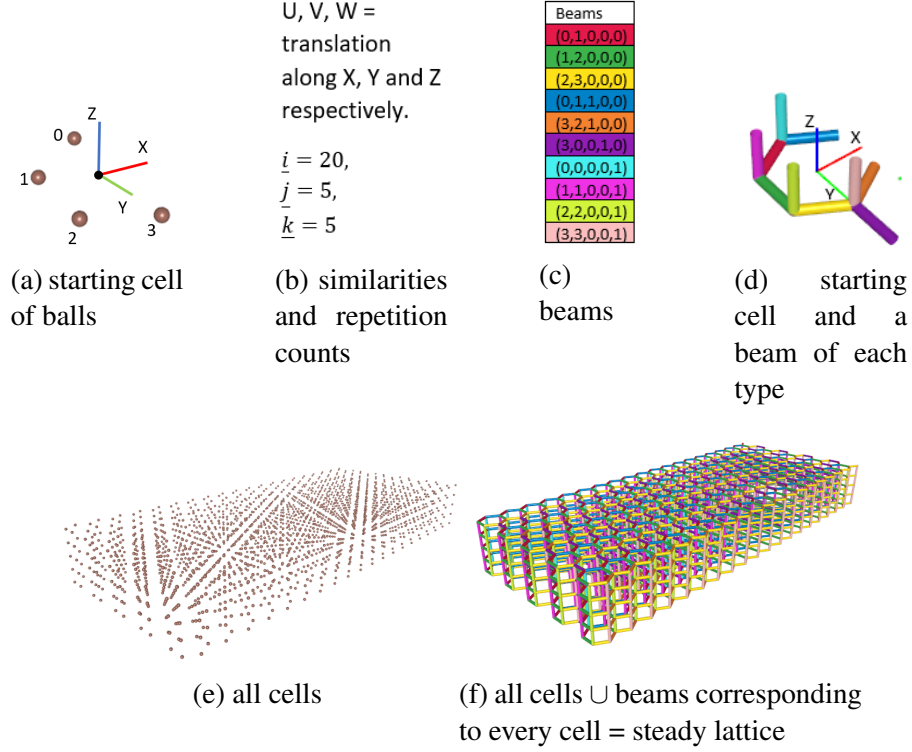 U, V, W =
translation
along X, Y and Z
respectively.
i = 20,
j = 5,
k = 5
Z
0
X
1
Y
2
3
Beams
(0,1,0,0,0)
(1,2,0,0,0)
(2,3,0,0,0)
(0,1,1,0,0)
(3,2,1,0,0)
(3,0,0,1,0)
(0,0,0,0,1)
(1,1,0,0,1)
(2,2,0,0,1)
(3,3,0,0,1)
Z
X
Y
(a) starting cell
of balls
(b) similarities
and repetition
counts
(c)
beams
(d) starting
cell and a
beam of each
type
(e) all cells
(f) all cells ∪ beams corresponding
to every cell = steady lattice